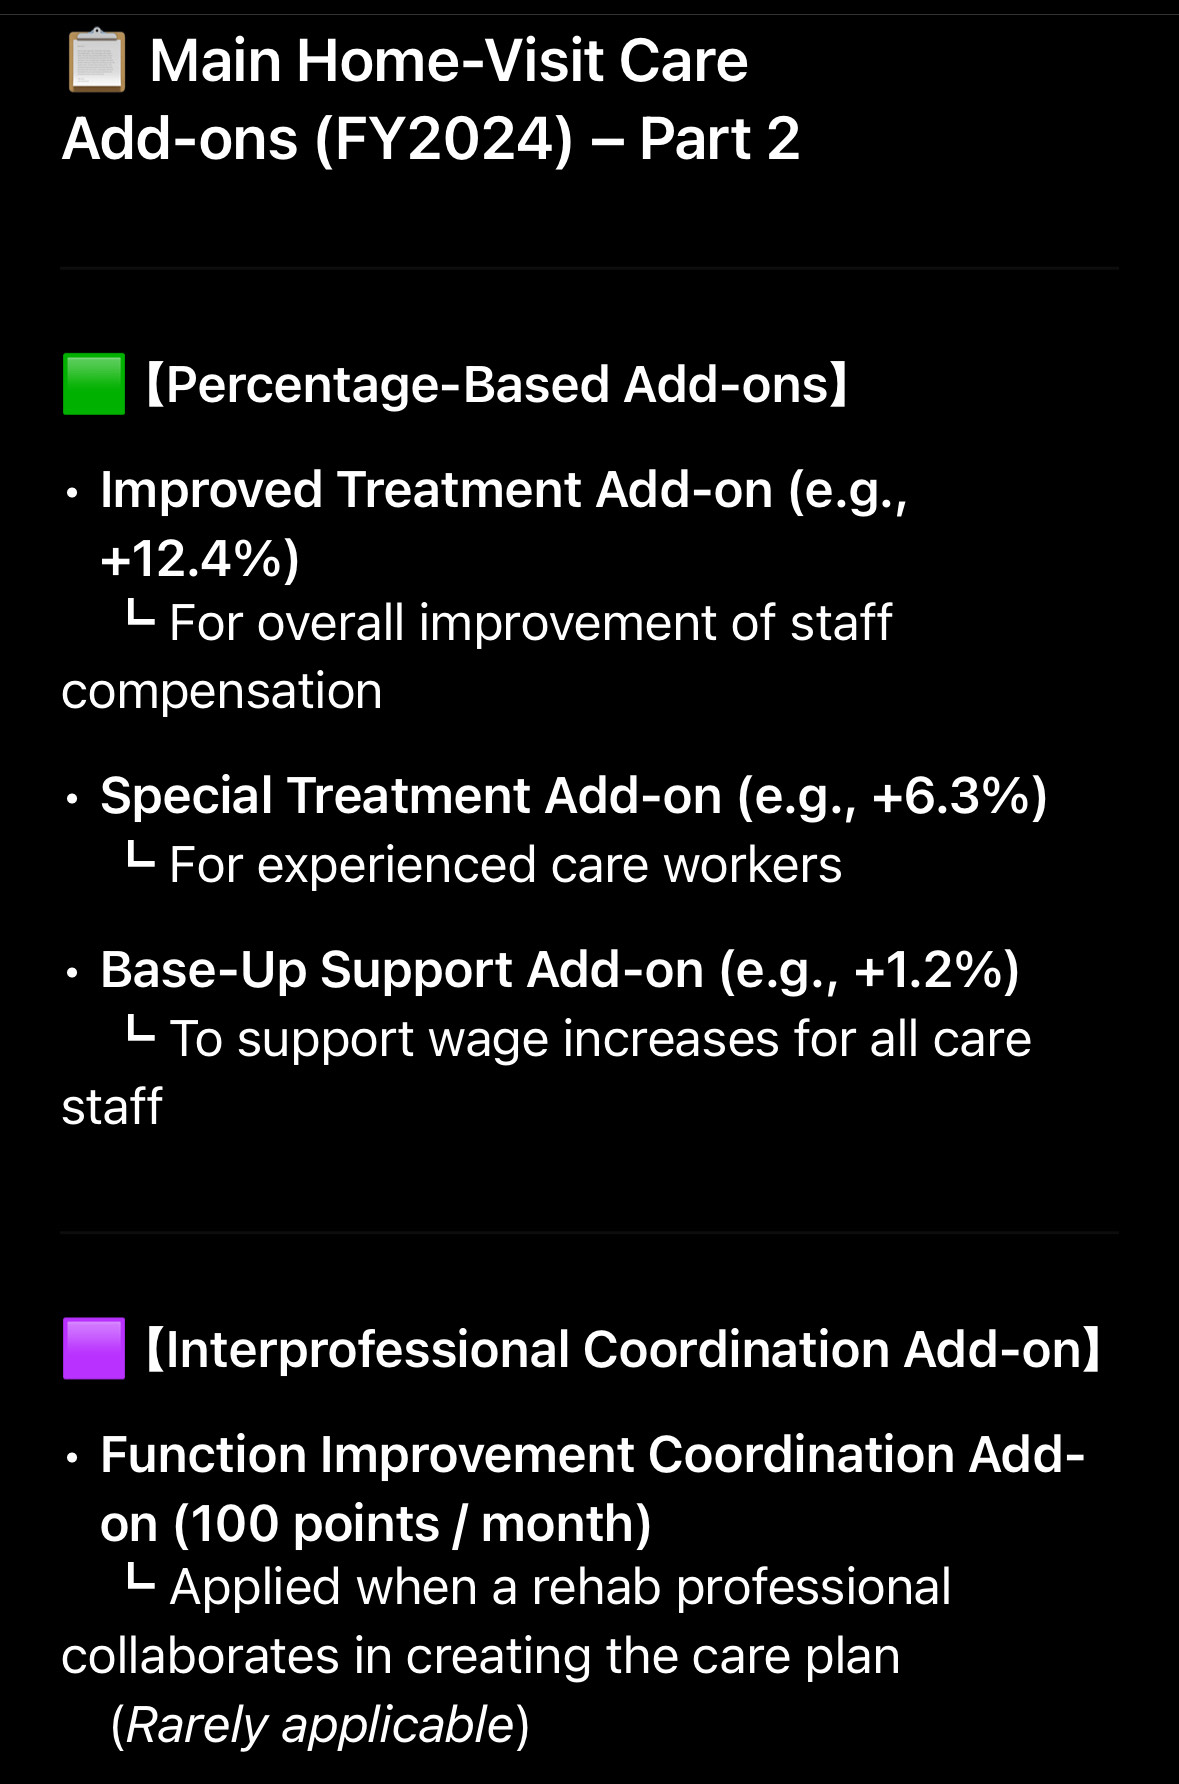 📋 Main Home-Visit Care
Add-ons (FY2024) – Part 2
🟩【Percentage-Based Add-ons】
• Improved Treatment Add-on (e.g.,
+12.4%)
┗ For overall improvement of staff
compensation
• Special Treatment Add-on (e.g., +6.3%)
┗ For experienced care workers
• Base-Up Support Add-on (e.g., +1.2%)
┗ To support wage increases for all care
staff
🟪【Interprofessional Coordination Add-on】
• Function Improvement Coordination Add-
on (100 points / month)
┗ Applied when a rehab professional
collaborates in creating the care plan
(Rarely applicable)